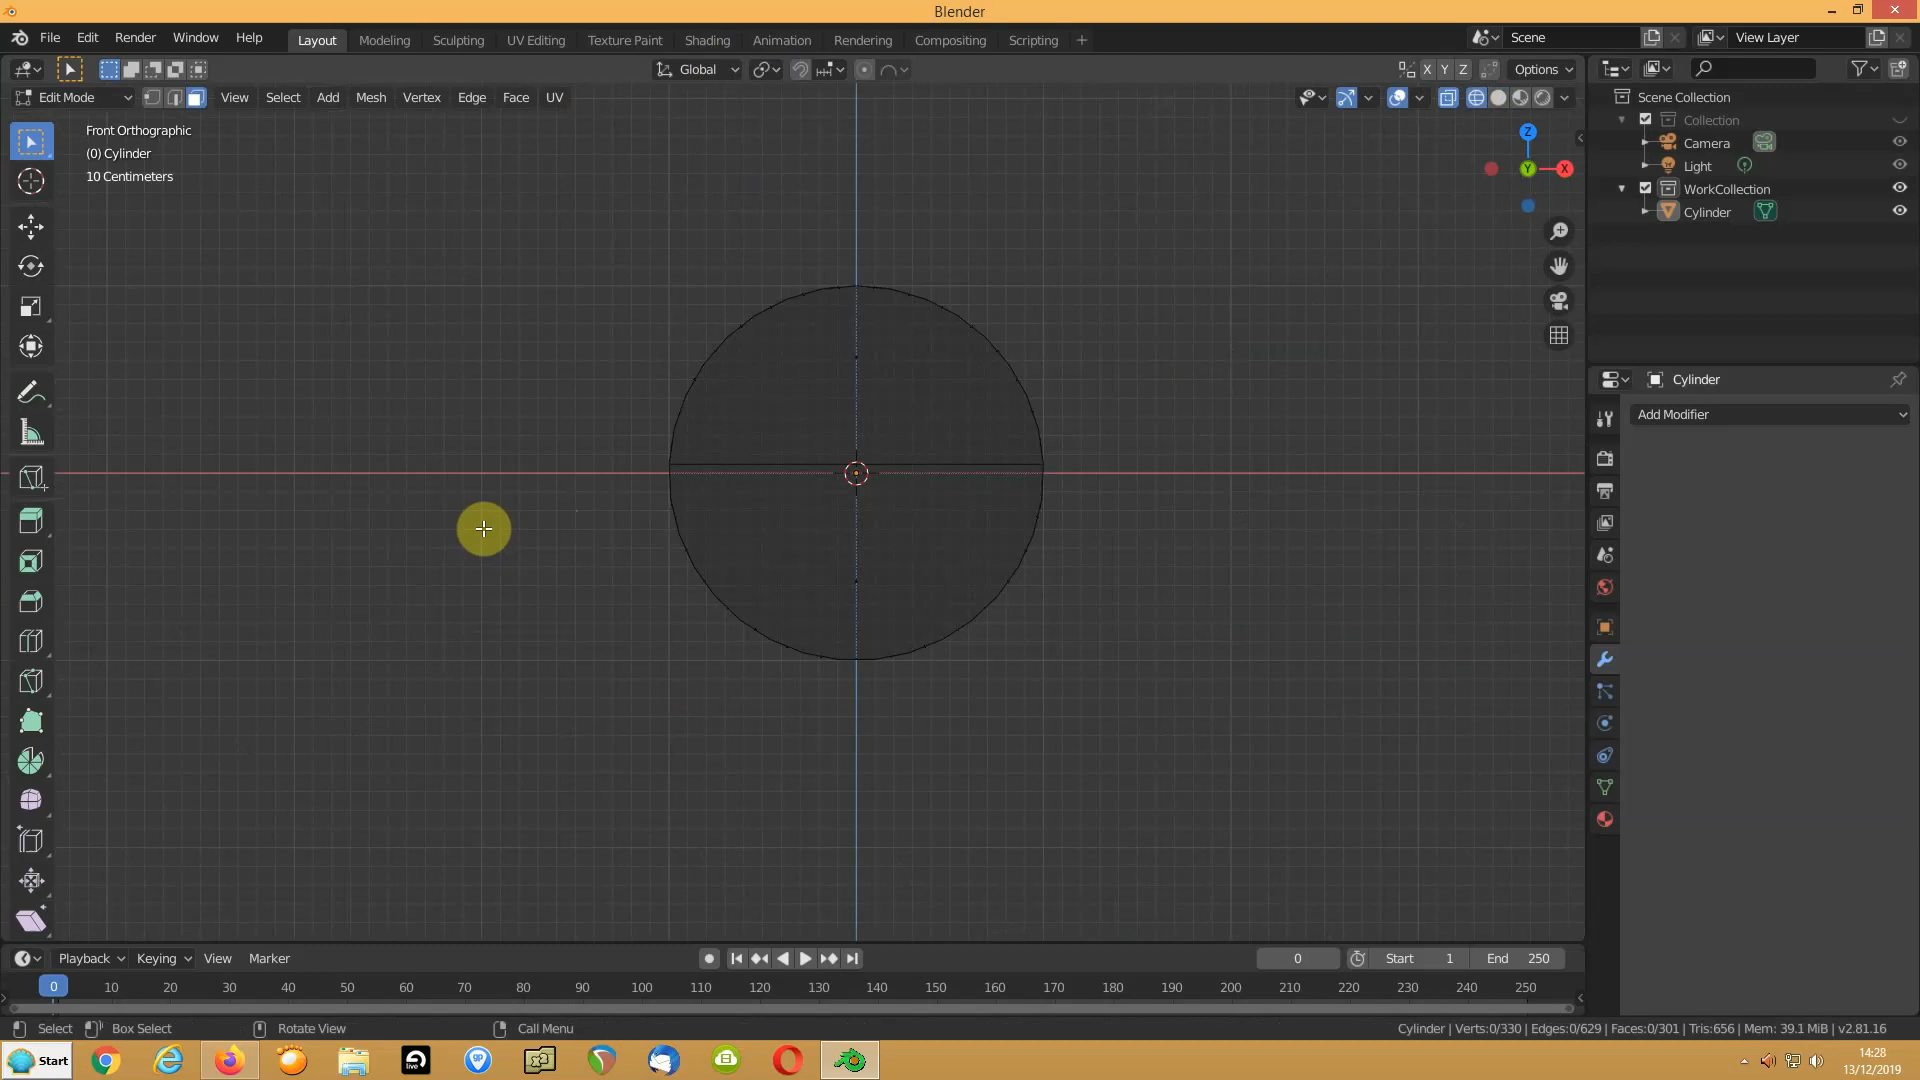 Blender
File Edit Render Window Help Layout Modeling Sculpting UV Editing Texture Paint Shading Animation Rendering Compositing Scripting + Scene View Layer
Global X Y Z Options
Edit Mode View Select Add Mesh Vertex Edge Face UV
Front Orthographic
(0) Cylinder
10 Centimeters
Z
Y X
Scene Collection
Collection
Camera
Light
WorkCollection
Cylinder
Cylinder
Add Modifier
Playback Keying View Marker 0 Start 1 End 250
0 10 20 30 40 50 60 70 80 90 100 110 120 130 140 150 160 170 180 190 200 210 220 230 240 250
Select Box Select Rotate View Call Menu Cylinder | Verts:0/330 | Edges:0/629 | Faces:0/301 | Tris:656 | Mem: 39.1 MiB | v2.81.16
Start live gp 14:28
13/12/2019